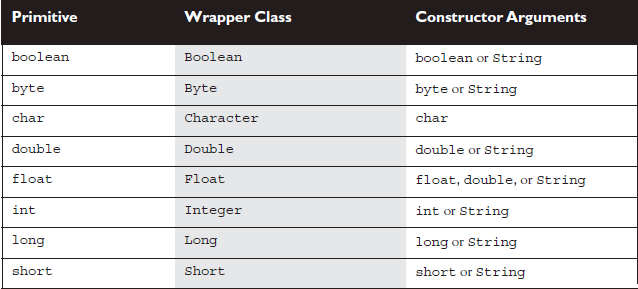 Primitive Wrapper Class Constructor Arguments
boolean Boolean boolean or String
byte Byte byte or String
char Character char
double Double double or String
float Float float, double, or String
int Integer int or String
long Long long or String
short Short short or String